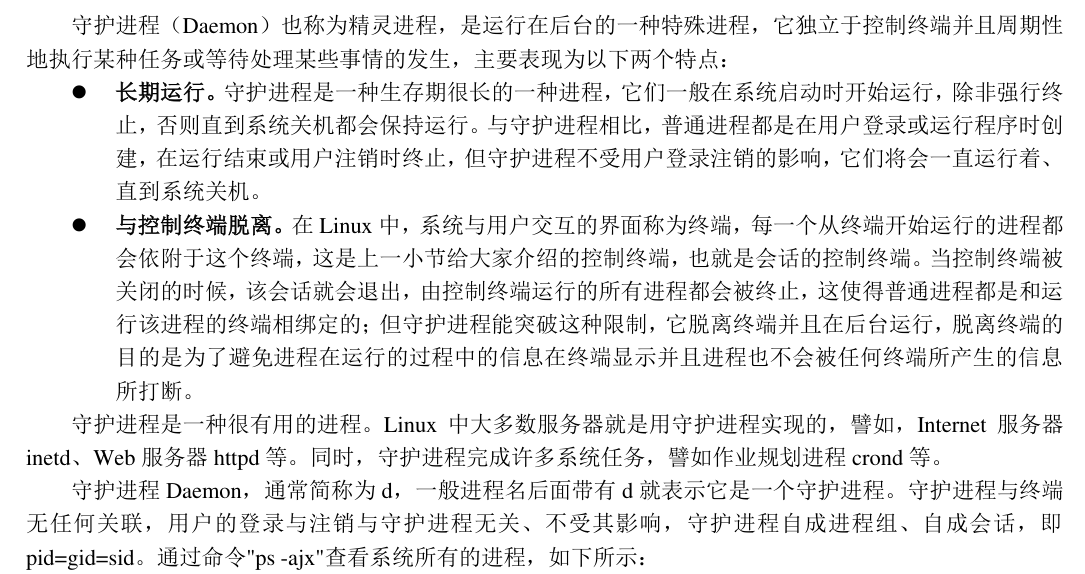 守护进程（Daemon）也称为精灵进程，是运行在后台的一种特殊进程，它独立于控制终端并且周期性
地执行某种任务或等待处理某些事情的发生，主要表现为以下两个特点：
● 长期运行。守护进程是一种生存期很长的一种进程，它们一般在系统启动时开始运行，除非强行终
止，否则直到系统关机都会保持运行。与守护进程相比，普通进程都是在用户登录或运行程序时创
建，在运行结束或用户注销时终止，但守护进程不受用户登录注销的影响，它们将会一直运行着、
直到系统关机。
● 与控制终端脱离。在 Linux 中，系统与用户交互的界面称为终端，每一个从终端开始运行的进程都
会依附于这个终端，这是上一小节给大家介绍的控制终端，也就是会话的控制终端。当控制终端被
关闭的时候，该会话就会退出，由控制终端运行的所有进程都会被终止，这使得普通进程都是和运
行该进程的终端相绑定的；但守护进程能突破这种限制，它脱离终端并且在后台运行，脱离终端的
目的是为了避免进程在运行的过程中的信息在终端显示并且进程也不会被任何终端所产生的信息
所打断。
守护进程是一种很有用的进程。Linux 中大多数服务器就是用守护进程实现的，譬如，Internet 服务器
inetd、Web 服务器 httpd 等。同时，守护进程完成许多系统任务，譬如作业规划进程 crond 等。
守护进程 Daemon，通常简称为 d，一般进程名后面带有 d 就表示它是一个守护进程。守护进程与终端
无任何关联，用户的登录与注销与守护进程无关、不受其影响，守护进程自成进程组、自成会话，即
pid=gid=sid。通过命令"ps -ajx"查看系统所有的进程，如下所示：